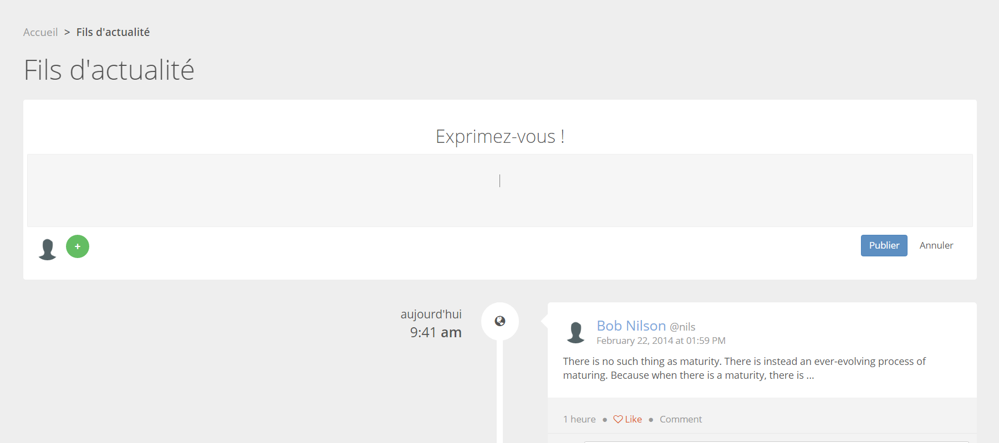 Accueil > Fils d'actualité
Fils d'actualité
Exprimez-vous !
+
Publier Annuler
aujourd'hui
9:41 am
Bob Nilson @nils
February 22, 2014 at 01:59 PM
There is no such thing as maturity. There is instead an ever-evolving process of
maturing. Because when there is a maturity, there is ...
1 heure ● Like ● Comment